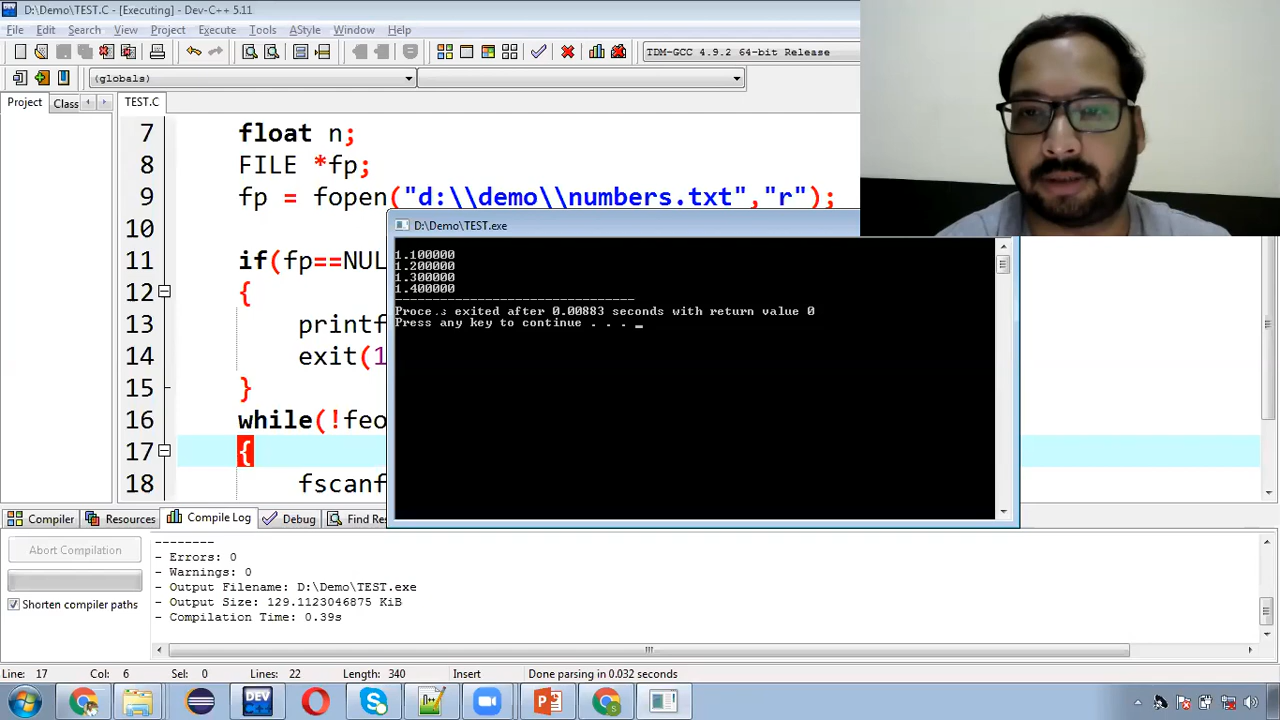 D:\Demo\TEST.C - [Executing] - Dev-C++ 5.11
File Edit Search View Project Execute Tools AStyle Window Help
TDM-GCC 4.9.2 64-bit Release
(globals)
Project Class TEST.C
7 float n;
8 FILE *fp;
9 fp = fopen("d:\\demo\\numbers.txt","r");
10
11 if(fp==NUL
12 {
13 printf
14 exit(1
15 }
16 while(!feo
17 {
18 fscanf
D:\Demo\TEST.exe
1.100000
1.200000
1.300000
1.400000
--------------------------------
Process exited after 0.00883 seconds with return value 0
Press any key to continue . . . _
Compiler Resources Compile Log Debug Find Res
Abort Compilation
Shorten compiler paths
--------
- Errors: 0
- Warnings: 0
- Output Filename: D:\Demo\TEST.exe
- Output Size: 129.1123046875 KiB
- Compilation Time: 0.39s
Line: 17 Col: 6 Sel: 0 Lines: 22 Length: 340 Insert Done parsing in 0.032 seconds
DEV